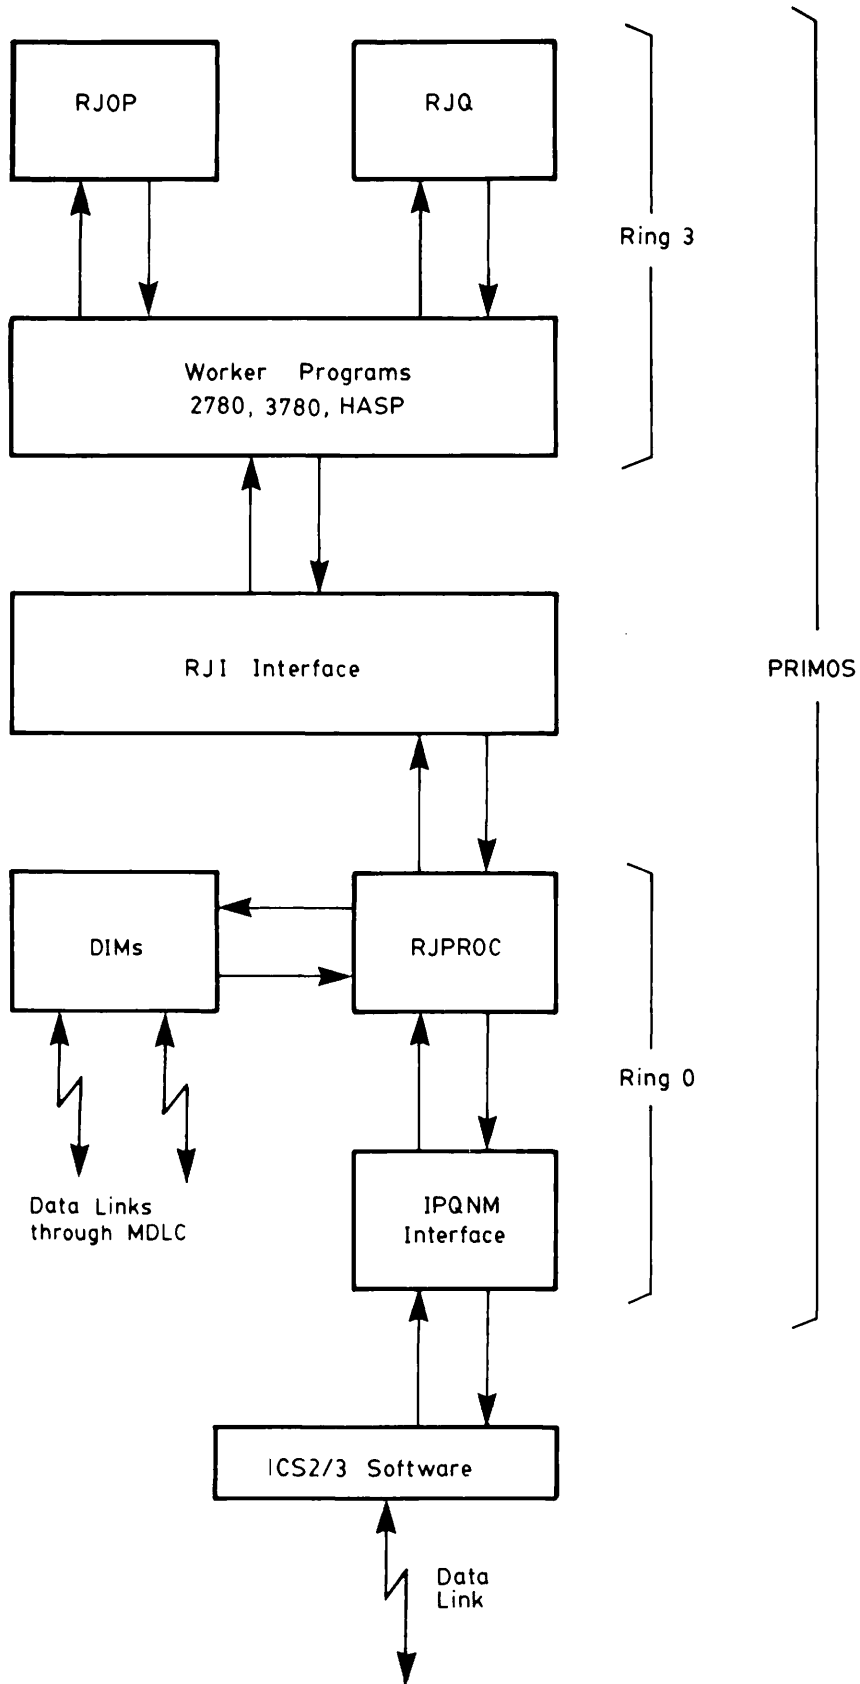 RJOP
RJQ
Ring 3
Worker Programs
2780, 3780, HASP
RJI Interface
PRIMOS
DIMs
RJPROC
Ring 0
Data Links
through MDLC
IPQNM
Interface
ICS2/3 Software
Data
Link